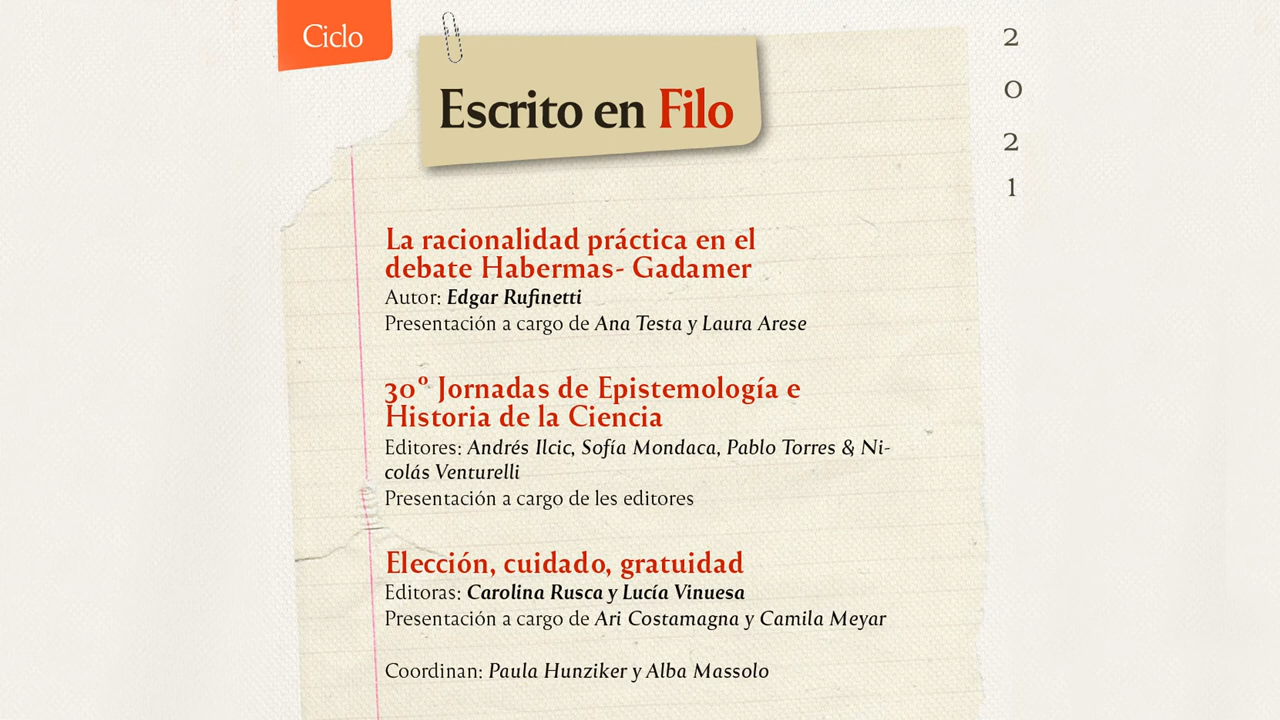 Ciclo
Escrito en Filo
2
0
2
1
La racionalidad práctica en el
debate Habermas- Gadamer
Autor: Edgar Rufinetti
Presentación a cargo de Ana Testa y Laura Arese
30º Jornadas de Epistemología e
Historia de la Ciencia
Editores: Andrés Ilcic, Sofía Mondaca, Pablo Torres & Ni-
colás Venturelli
Presentación a cargo de les editores
Elección, cuidado, gratuidad
Editoras: Carolina Rusca y Lucía Vinuesa
Presentación a cargo de Ari Costamagna y Camila Meyar
Coordinan: Paula Hunziker y Alba Massolo